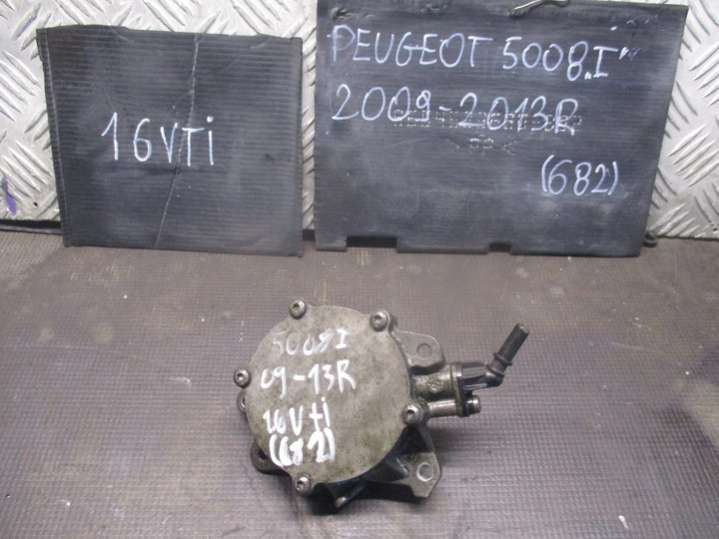 16VTi
PEUGEOT 5008„I"
2009-2013R
(682)
5008I
09-13R
16Vti
(682)